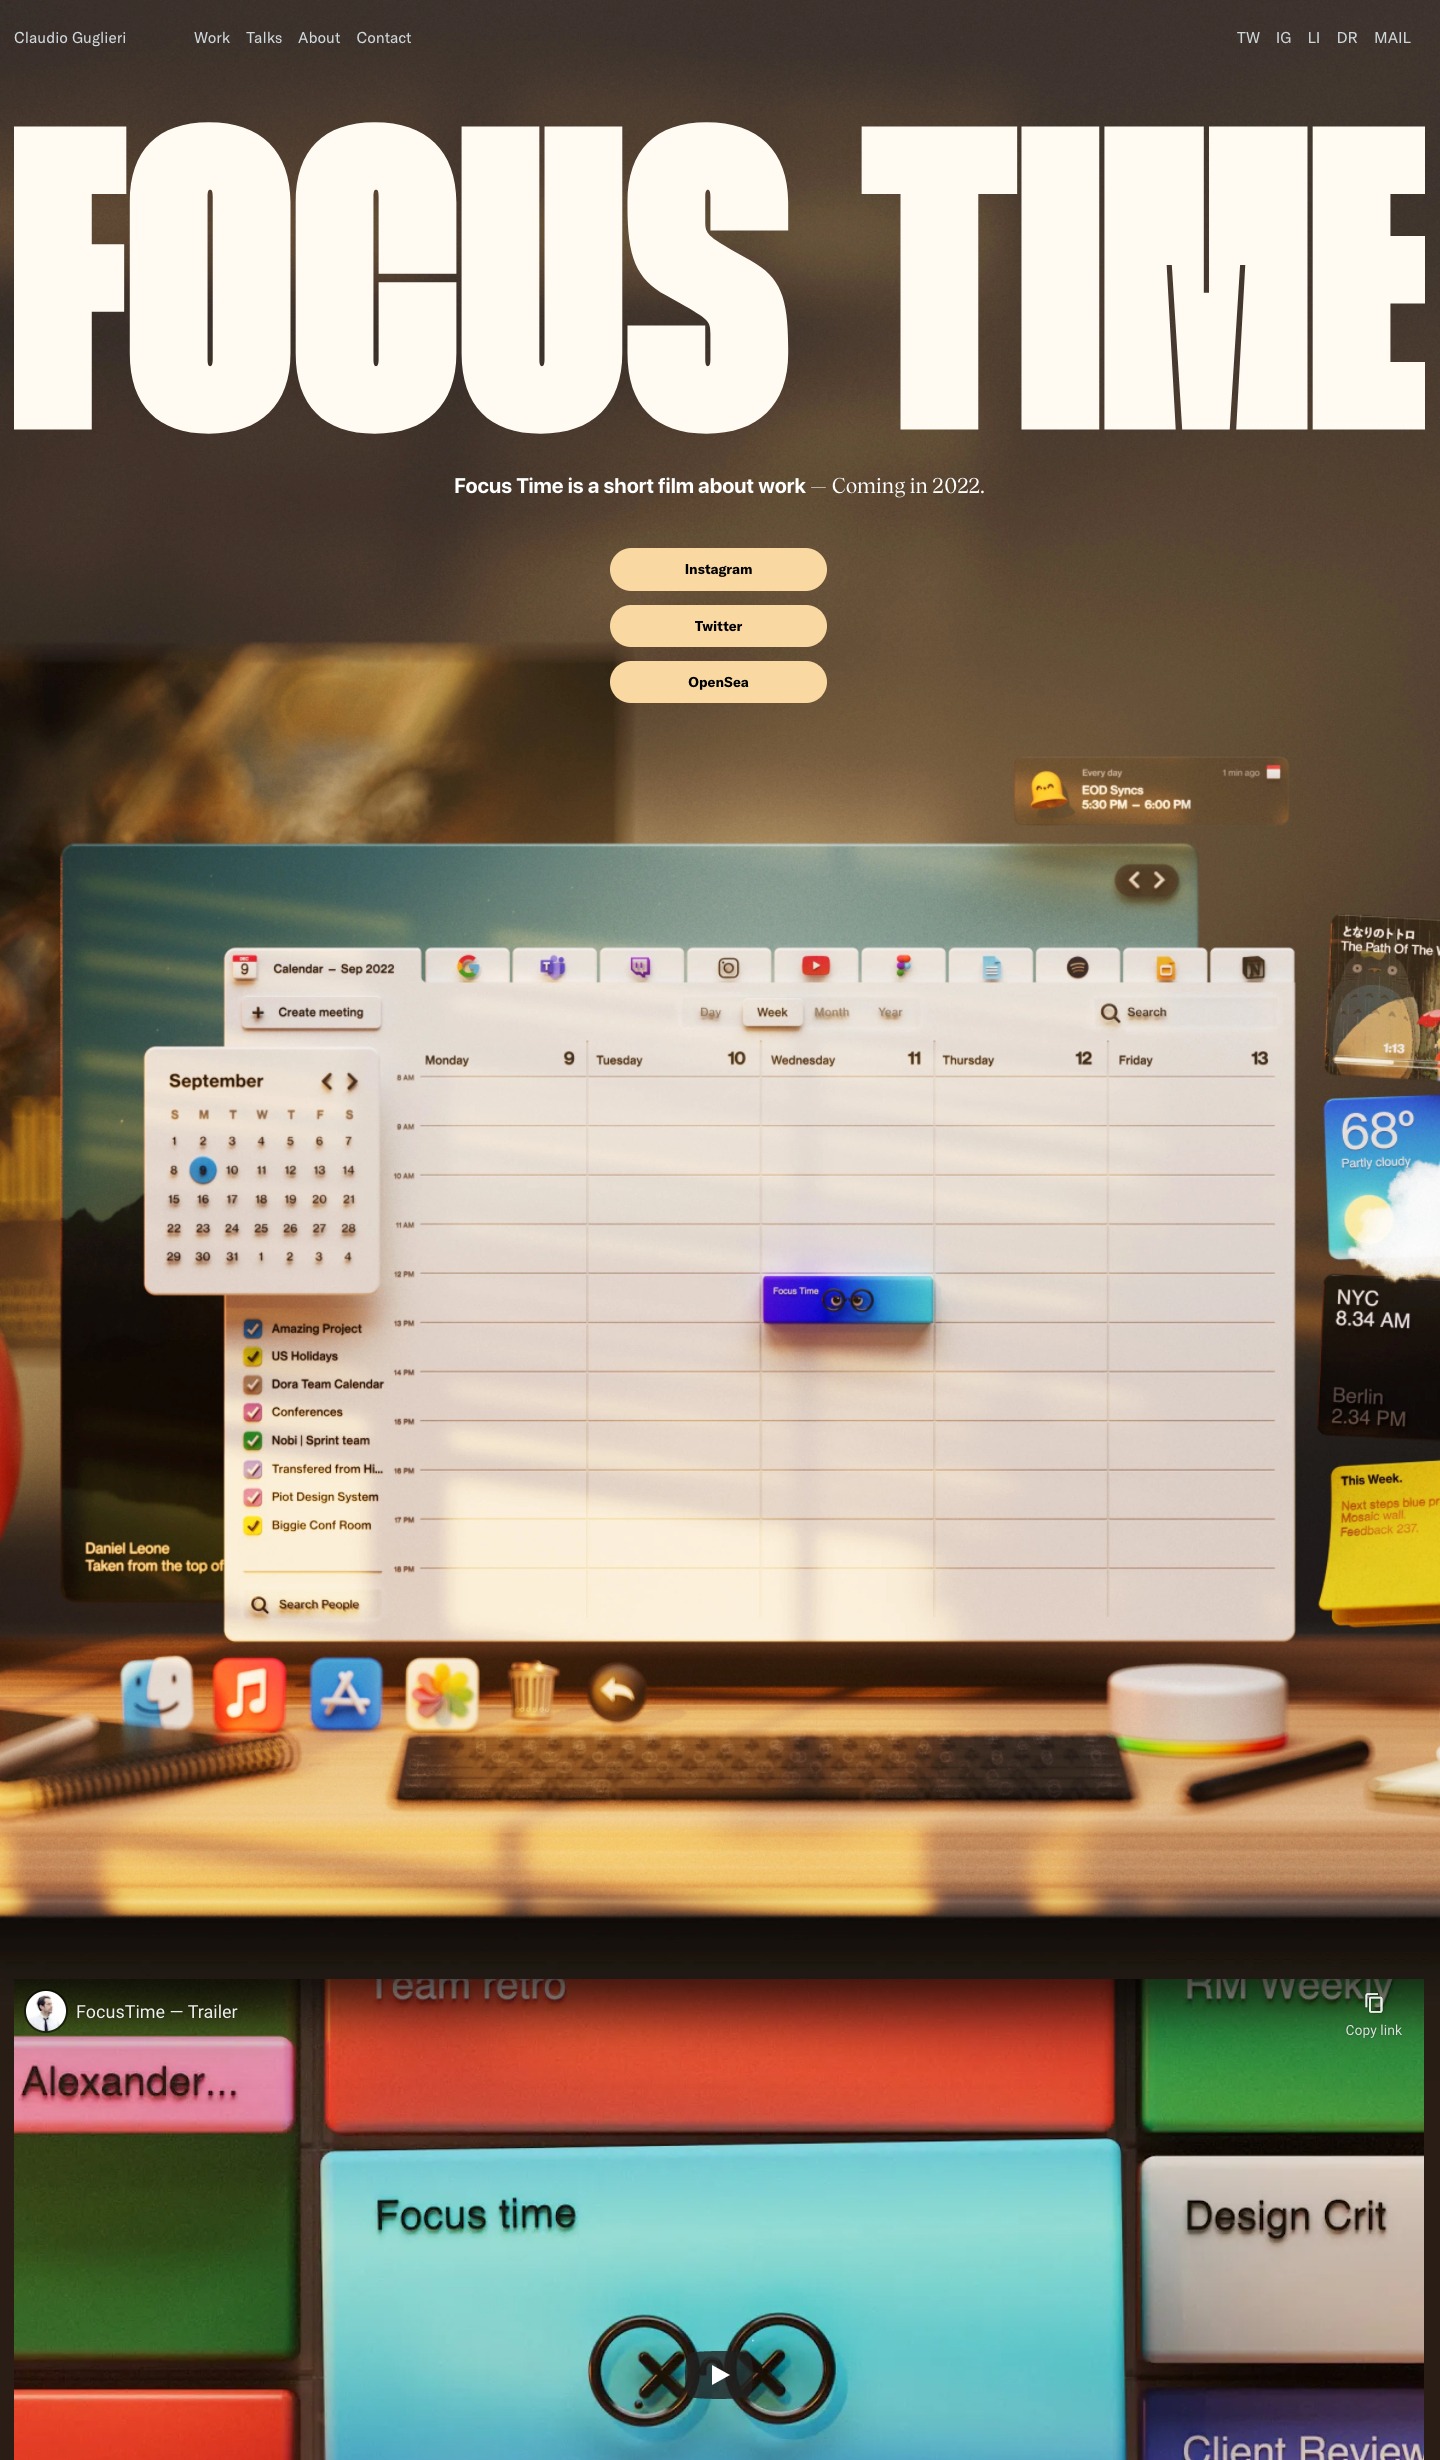 Claudio Guglieri Work Talks About Contact TW IG LI DR MAIL
FOCUS TIME
Focus Time is a short film about work — Coming in 2022.
Instagram
Twitter
OpenSea
Every day 1 min ago
EOD Syncs
5:30 PM – 6:00 PM
DEC 9 Calendar – Sep 2022
+ Create meeting Day Week Month Year Search
Monday 9 Tuesday 10 Wednesday 11 Thursday 12 Friday 13
September
S M T W T F S
1 2 3 4 5 6 7
8 9 10 11 12 13 14
15 16 17 18 19 20 21
22 23 24 25 26 27 28
29 30 31 1 2 3 4
8 AM
9 AM
10 AM
11 AM
12 PM
Focus Time
13 PM
14 PM
15 PM
16 PM
17 PM
18 PM
Amazing Project
US Holidays
Dora Team Calendar
Conferences
Nobi | Sprint team
Transfered from Hi...
Piot Design System
Biggie Conf Room
Search People
Daniel Leone
Taken from the top of
となりのトトロ
The Path Of The W
1:13
68º
Partly cloudy
NYC
8.34 AM
Berlin
2.34 PM
This Week.
Next steps blue pr
Mosaic wall.
Feedback 237.
FocusTime — Trailer
Copy link
Team retro
RM Weekly
Alexander...
Focus time
Design Crit
Client Review